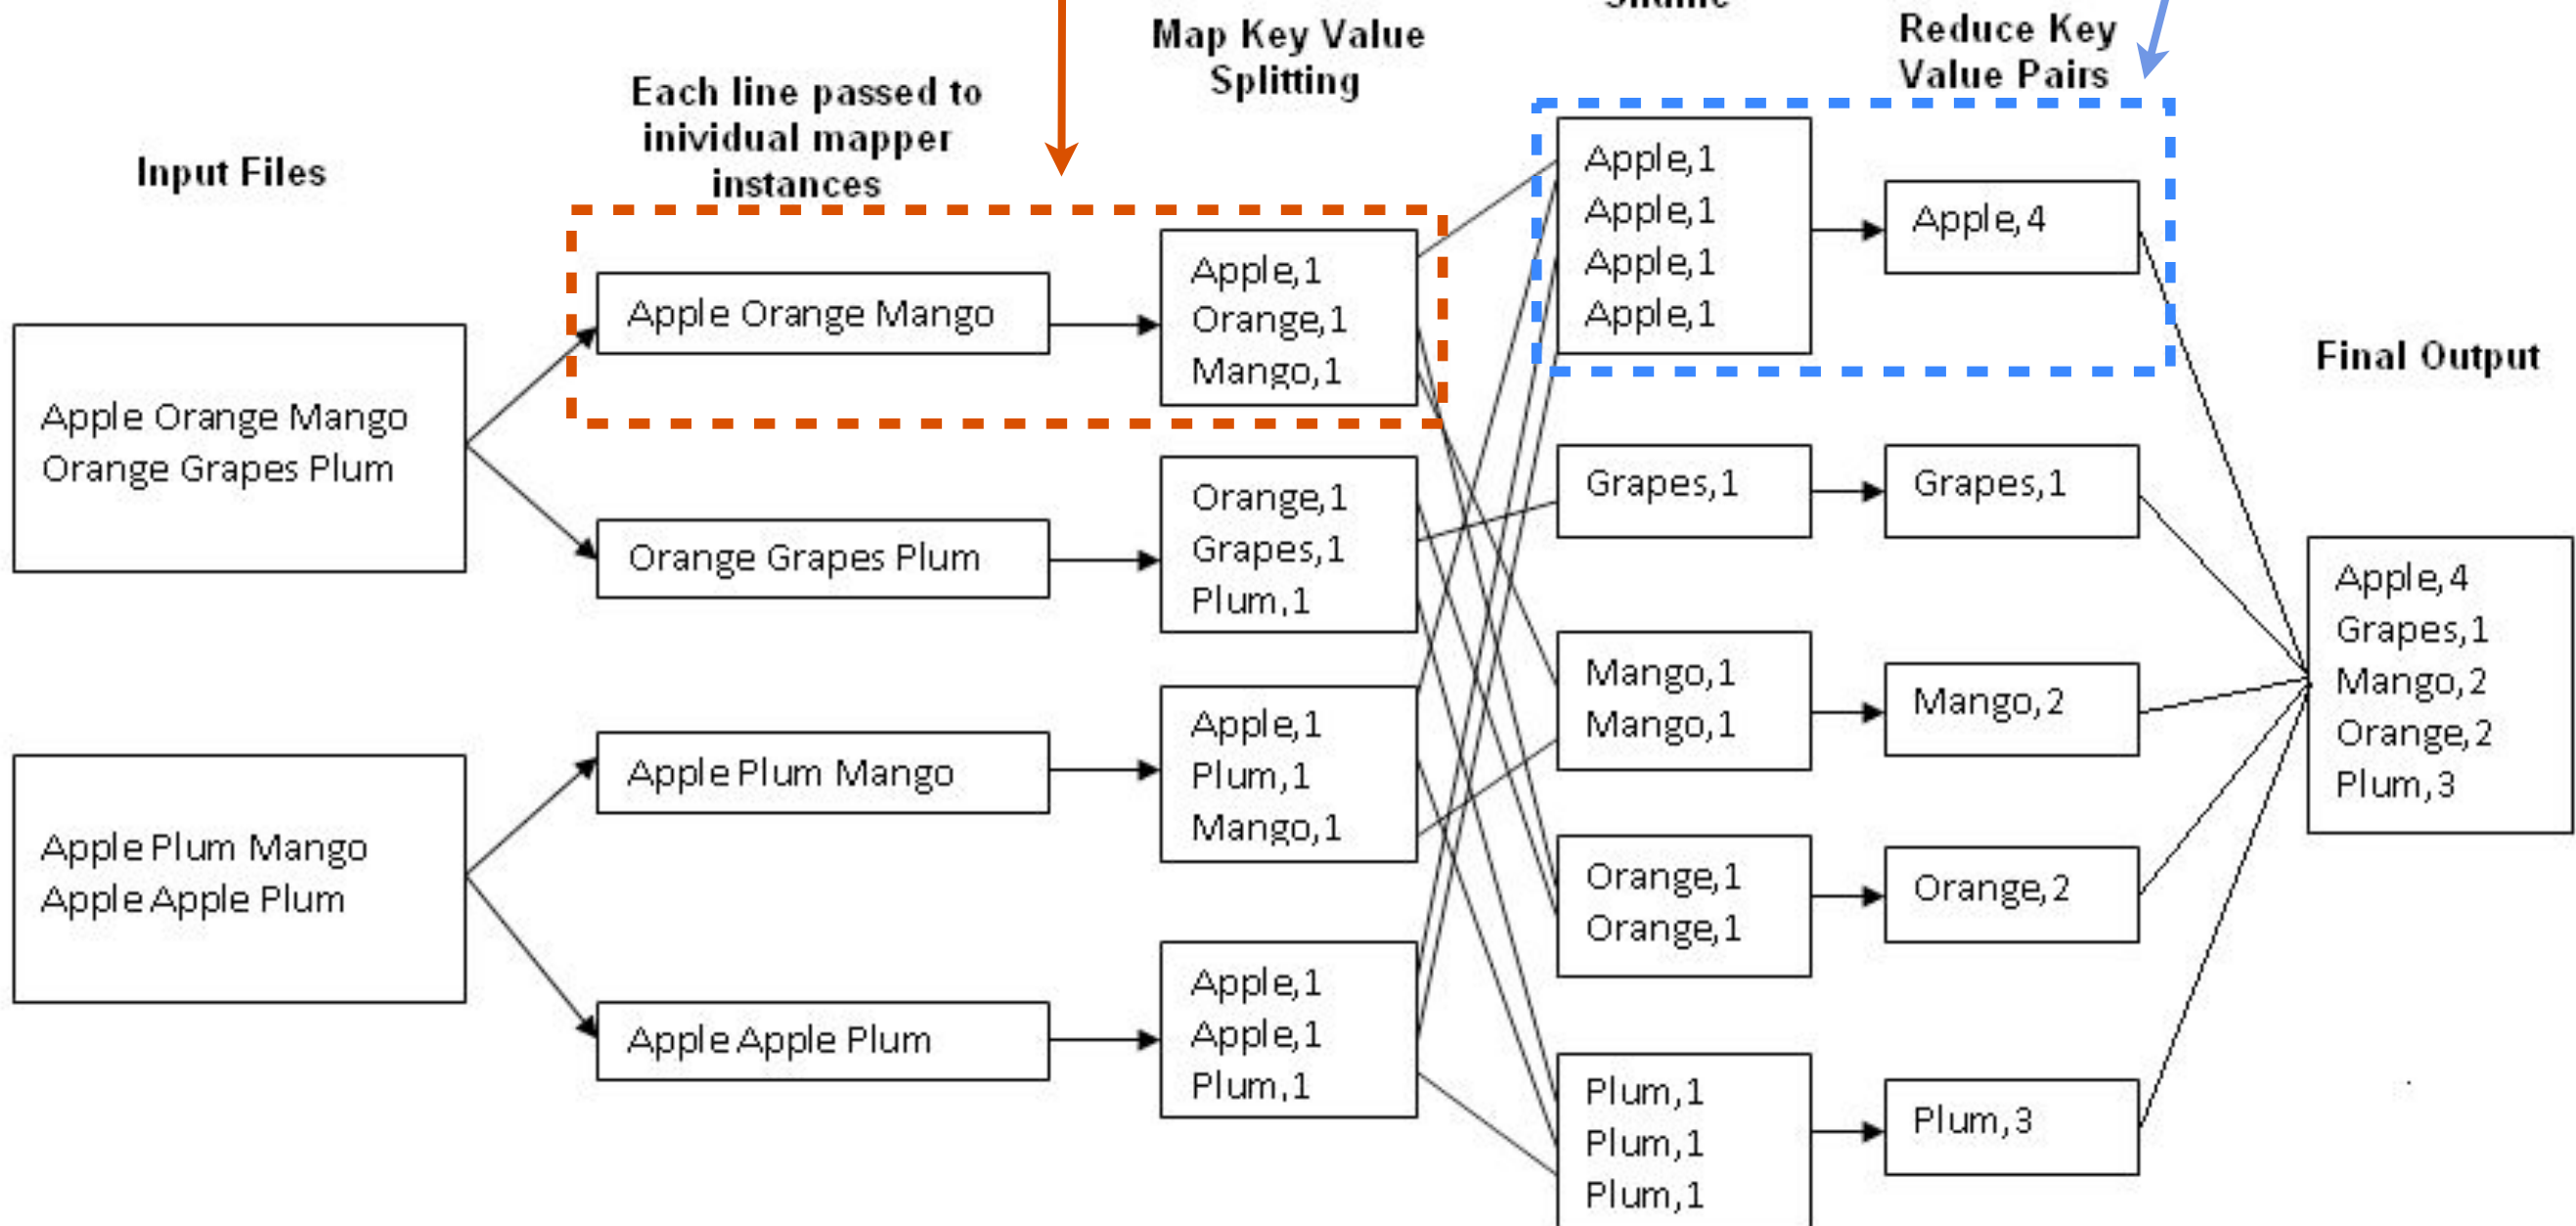 Input Files
Each line passed to
inividual mapper
instances
Map Key Value
Splitting
Reduce Key
Value Pairs
Final Output
Apple Orange Mango
Orange Grapes Plum
Apple Plum Mango
Apple Apple Plum
Apple Orange Mango
Orange Grapes Plum
Apple Plum Mango
Apple Apple Plum
Apple,1
Orange,1
Mango,1
Orange,1
Grapes,1
Plum,1
Apple,1
Plum,1
Mango,1
Apple,1
Apple,1
Plum,1
Apple,1
Apple,1
Apple,1
Apple,1
Grapes,1
Mango,1
Mango,1
Orange,1
Orange,1
Plum,1
Plum,1
Plum,1
Apple,4
Grapes,1
Mango,2
Orange,2
Plum,3
Apple,4
Grapes,1
Mango,2
Orange,2
Plum,3